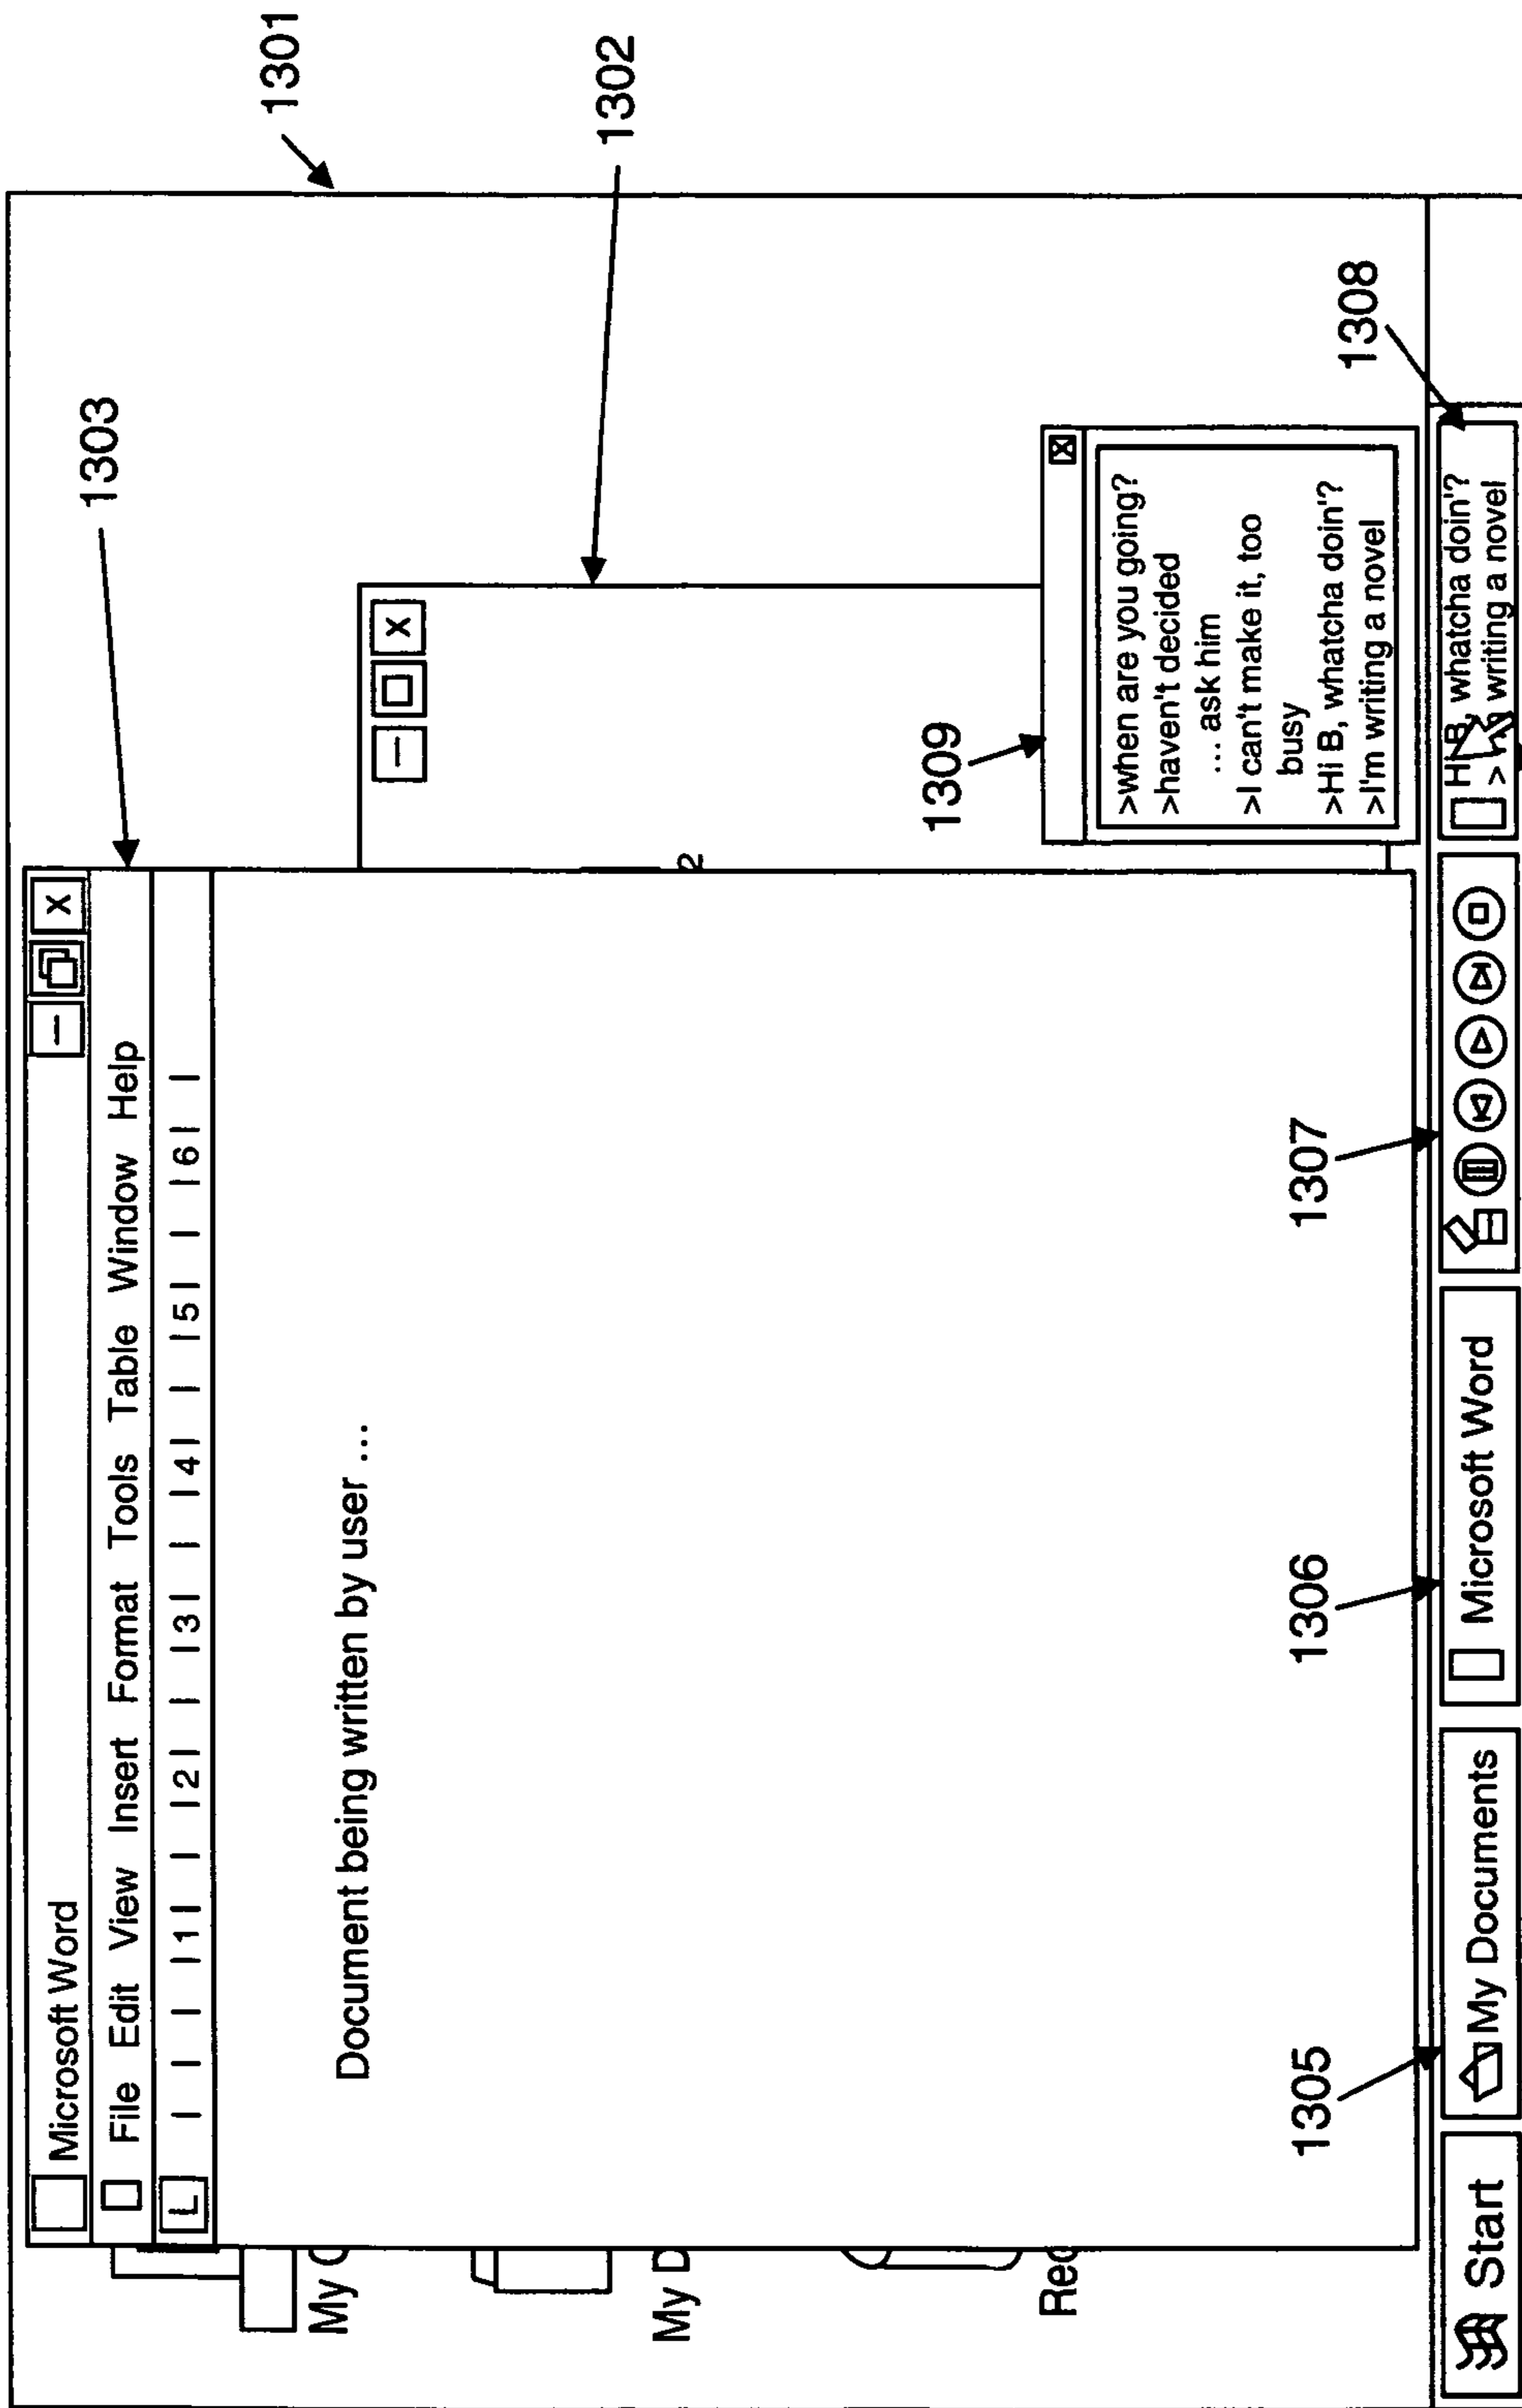 1301
1302
1303
Microsoft Word
X
File Edit View Insert Format Tools Table Window Help
L 1 2 3 4 5 6
Document being written by user ...
X
2
My C
My D
Rec
1309
X
>when are you going?
>haven't decided
... ask him
>I can't make it, too
busy
>Hi B, whatcha doin'?
>I'm writing a novel
1305
1306
1307
1308
Start
My Documents
Microsoft Word
Hi B, whatcha doin'?
> writing a novel